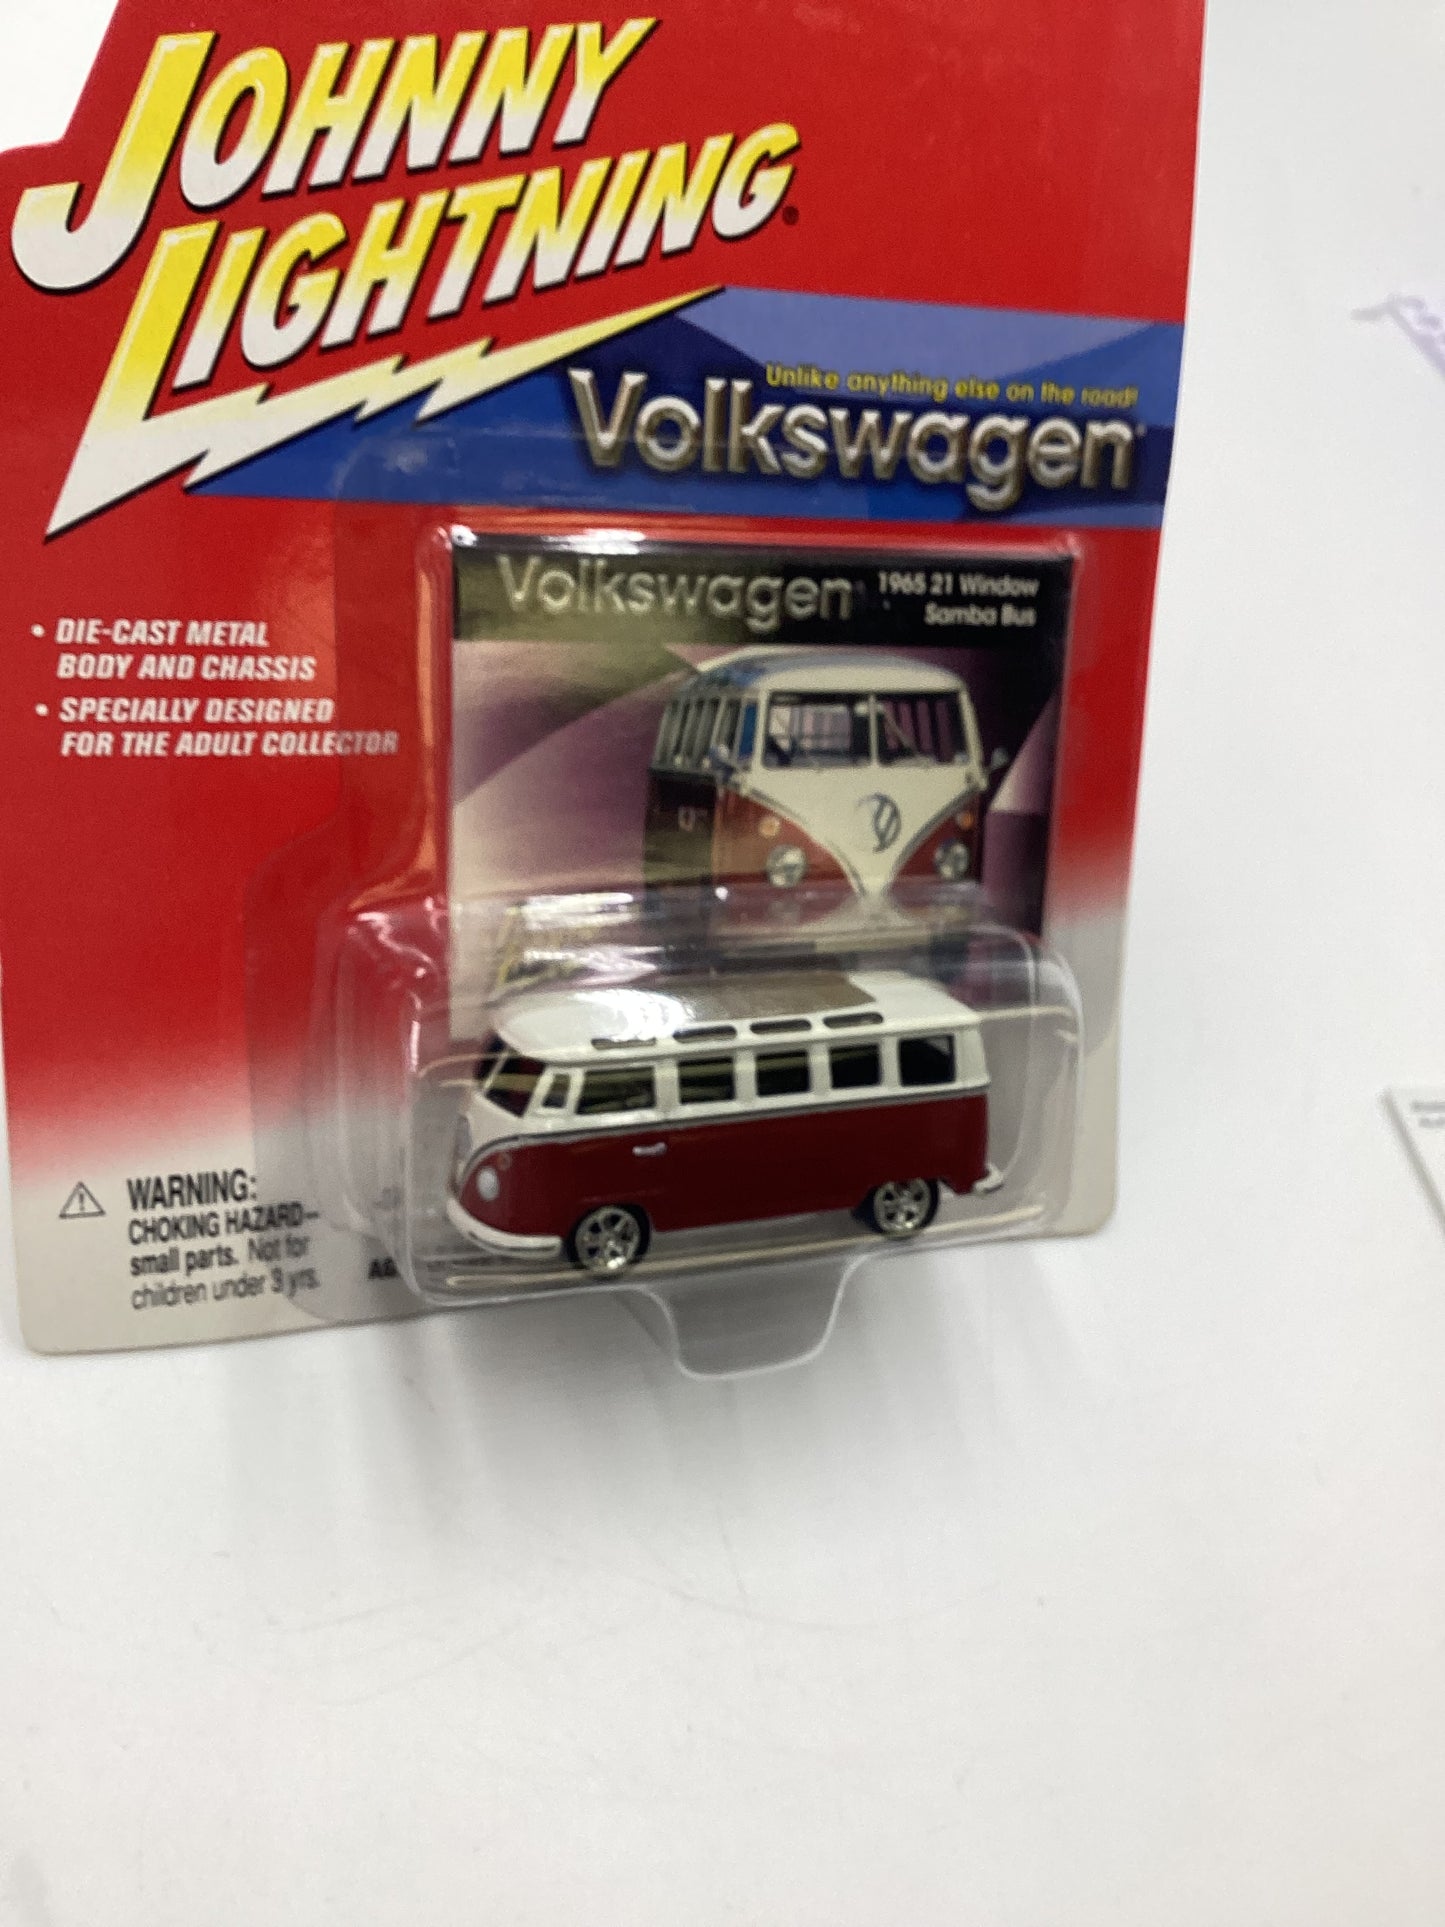 JOHNNY
LIGHTNING®
Unlike anything else on the road!
Volkswagen
Volkswagen
1965 21 Window
Samba Bus
• DIE-CAST METAL
BODY AND CHASSIS
• SPECIALLY DESIGNED
FOR THE ADULT COLLECTOR
WARNING:
CHOKING HAZARD–
small parts. Not for
children under 3 yrs.